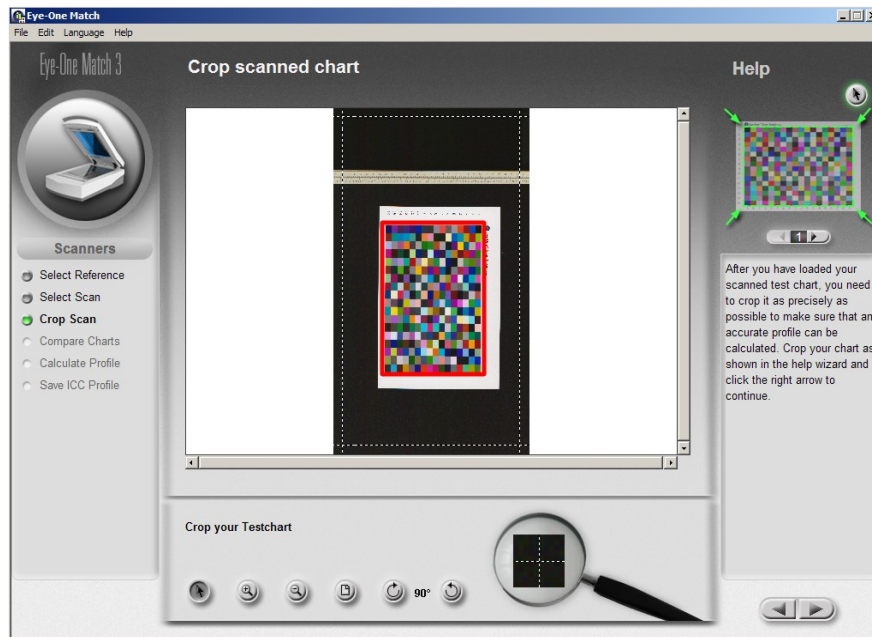 Eye-One Match
File Edit Language Help
Eye-One Match 3
Crop scanned chart
Help
Scanners
Select Reference
Select Scan
Crop Scan
Compare Charts
Calculate Profile
Save ICC Profile
1
After you have loaded your
scanned test chart, you need
to crop it as precisely as
possible to make sure that an
accurate profile can be
calculated. Crop your chart as
shown in the help wizard and
click the right arrow to
continue.
Crop your Testchart
90°